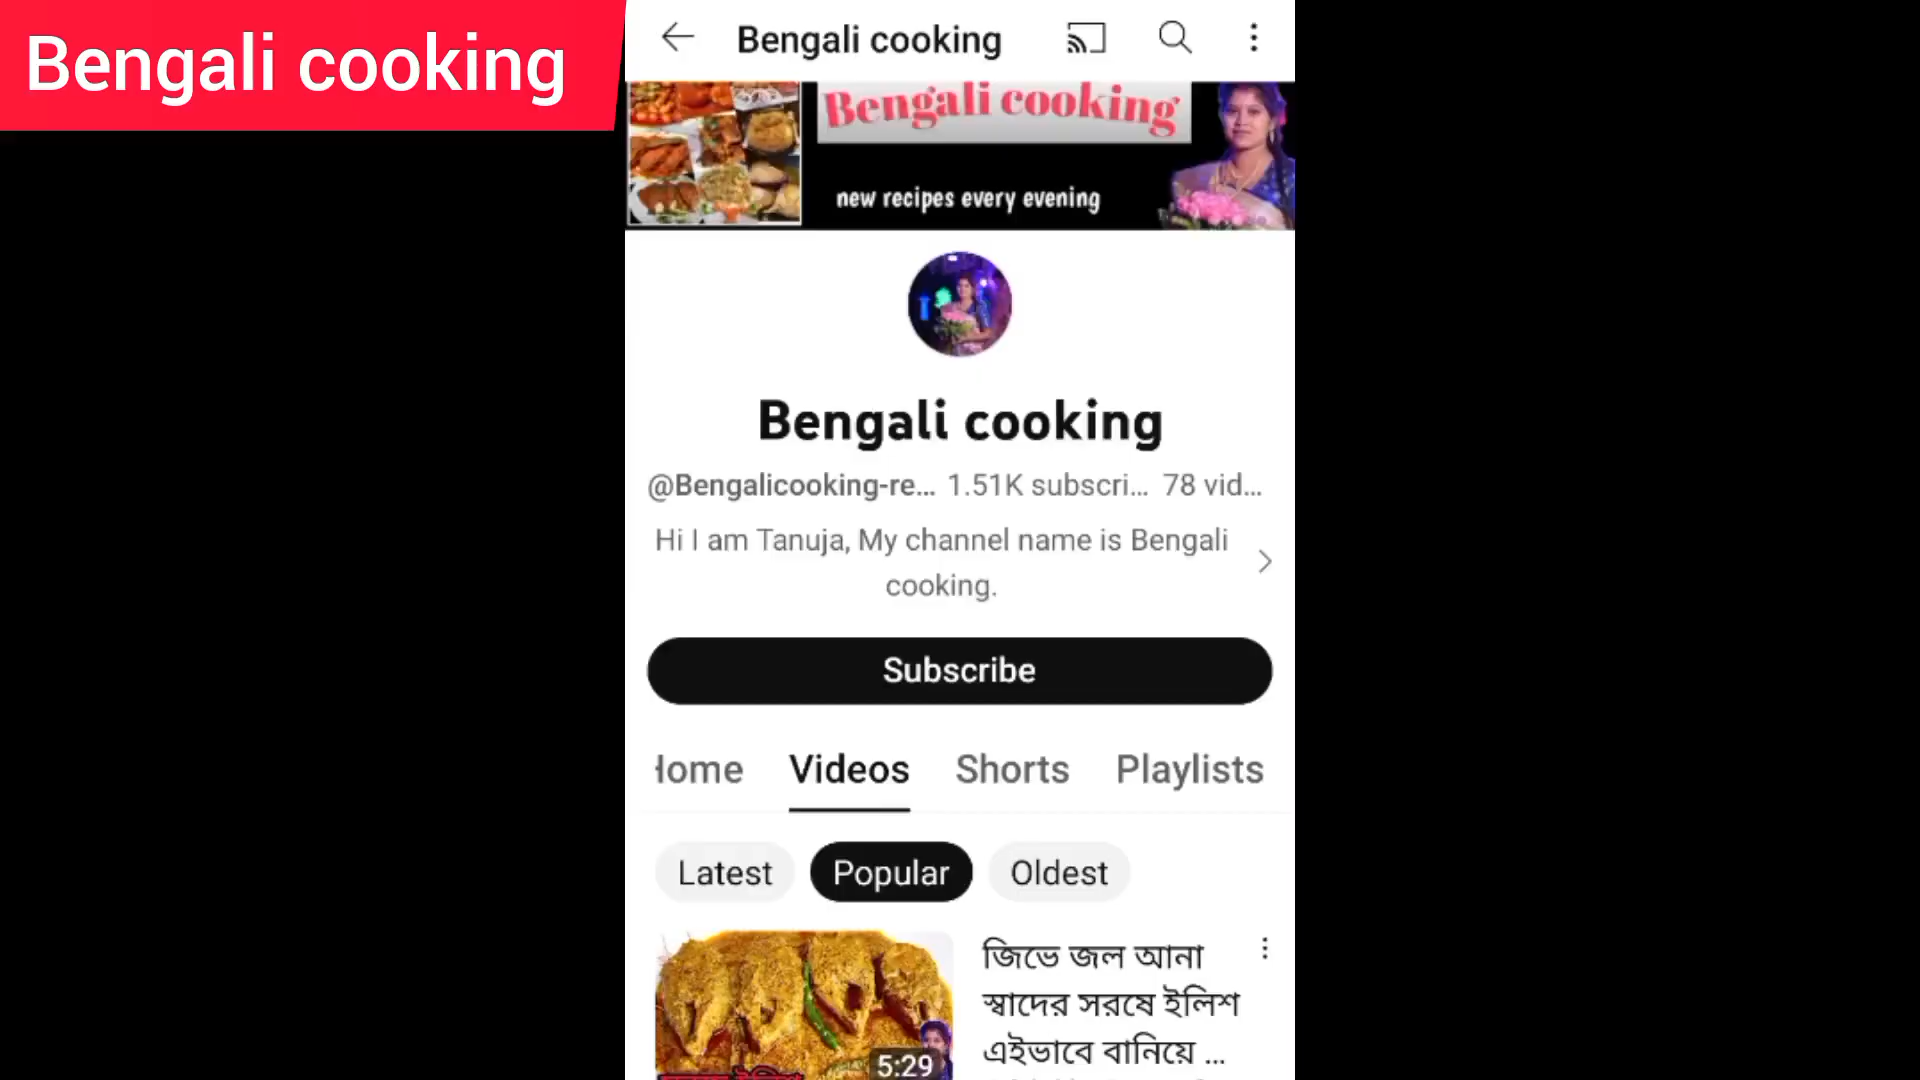 Bengali cooking
Bengali cooking
Bengali cooking
new recipes every evening
Bengali cooking
@Bengalicooking-re... 1.51K subscri... 78 vid...
Hi I am Tanuja, My channel name is Bengali
cooking.
Subscribe
Home Videos Shorts Playlists
Latest Popular Oldest
জিভে জল আনা
স্বাদের সরষে ইলিশ
এইভাবে বানিয়ে ...
5:29